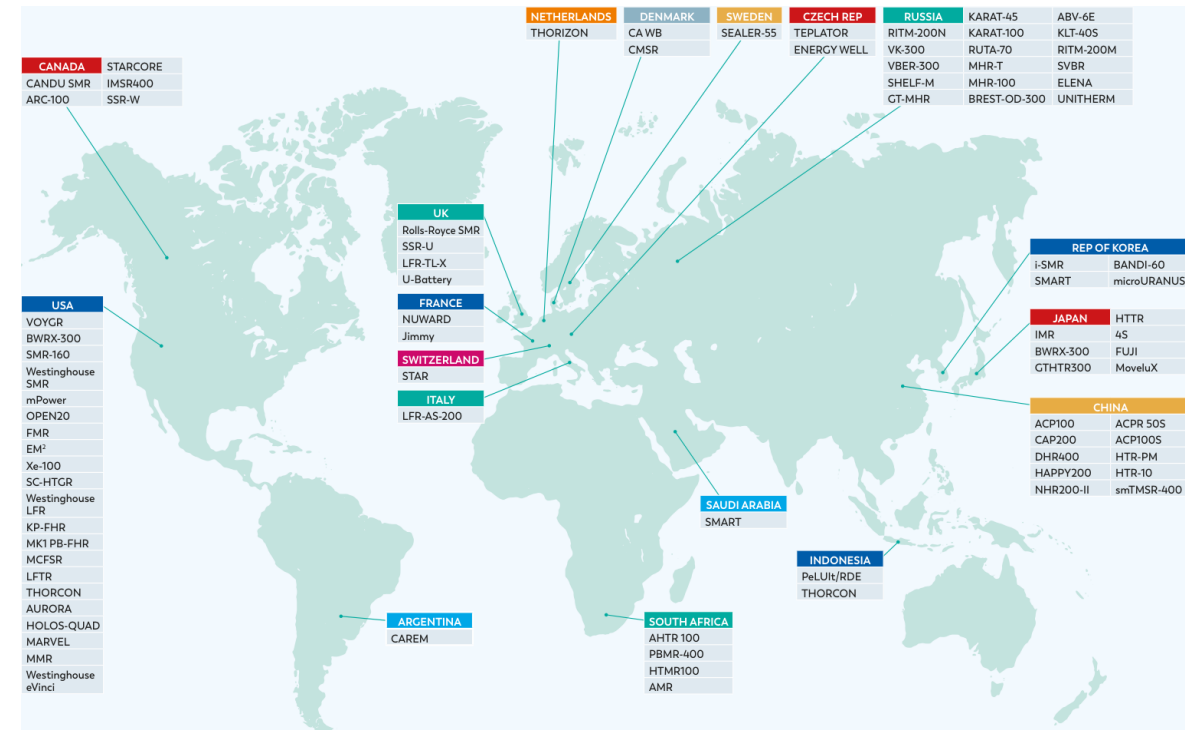 NETHERLANDS
THORIZON
DENMARK
CA WB
CMSR
SWEDEN
SEALER-55
CZECH REP
TEPLATOR
ENERGY WELL
RUSSIA KARAT-45 ABV-6E
RITM-200N KARAT-100 KLT-40S
VK-300 RUTA-70 RITM-200M
VBER-300 MHR-T SVBR
SHELF-M MHR-100 ELENA
GT-MHR BREST-OD-300 UNITHERM
CANADA STARCORE
CANDU SMR IMSR400
ARC-100 SSR-W
UK
Rolls-Royce SMR
SSR-U
LFR-TL-X
U-Battery
FRANCE
NUWARD
Jimmy
SWITZERLAND
STAR
ITALY
LFR-AS-200
REP OF KOREA
i-SMR BANDI-60
SMART microURANUS
JAPAN HTTR
IMR 4S
BWRX-300 FUJI
GTHTR300 MoveluX
CHINA
ACP100 ACPR 50S
CAP200 ACP100S
DHR400 HTR-PM
HAPPY200 HTR-10
NHR200-II smTMSR-400
USA
VOYGR
BWRX-300
SMR-160
Westinghouse
SMR
mPower
OPEN20
FMR
EM²
Xe-100
SC-HTGR
Westinghouse
LFR
KP-FHR
MK1 PB-FHR
MCFSR
LFTR
THORCON
AURORA
HOLOS-QUAD
MARVEL
MMR
Westinghouse
eVinci
SAUDI ARABIA
SMART
INDONESIA
PeLUIt/RDE
THORCON
ARGENTINA
CAREM
SOUTH AFRICA
AHTR 100
PBMR-400
HTMR100
AMR